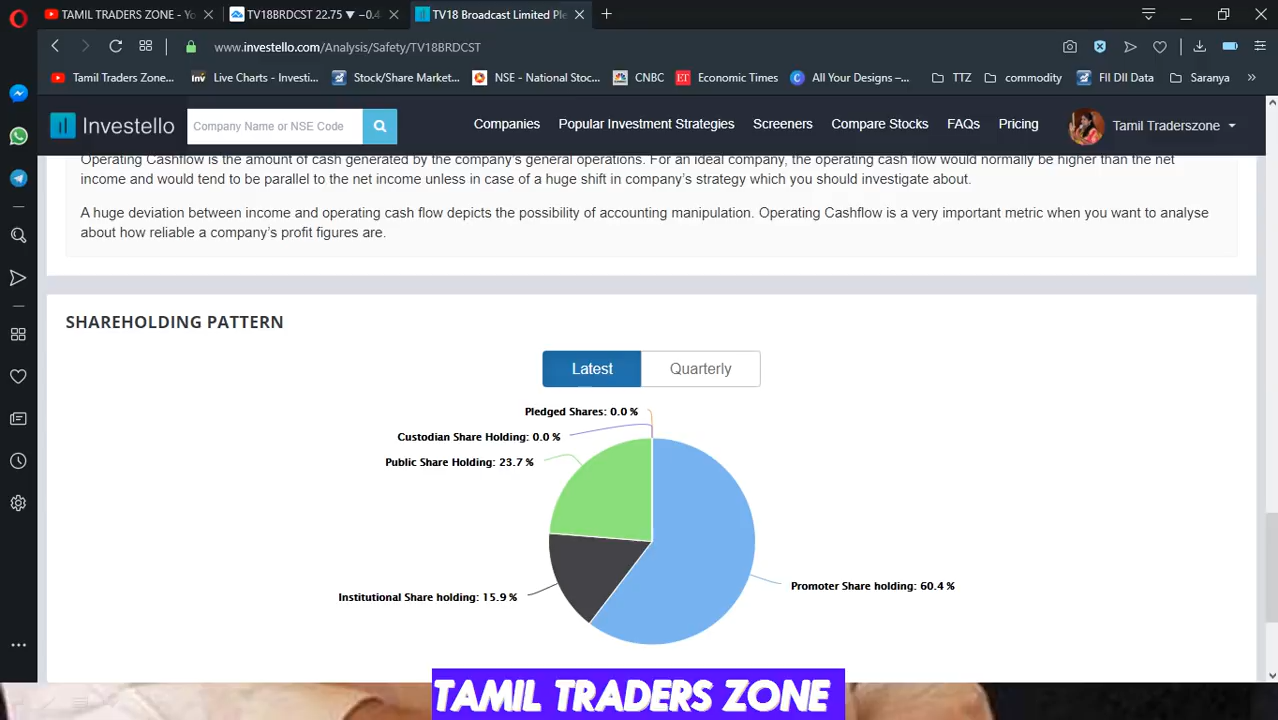 TAMIL TRADERS ZONE - Yo
TV18BRDCST 22.75 ▼ −0.4
TV18 Broadcast Limited Ple
www.investello.com/Analysis/Safety/TV18BRDCST
Tamil Traders Zone...
Live Charts - Investi...
Stock/Share Market...
NSE - National Stoc...
CNBC
Economic Times
All Your Designs –...
TTZ
commodity
FII DII Data
Saranya
Investello
Company Name or NSE Code
Companies
Popular Investment Strategies
Screeners
Compare Stocks
FAQs
Pricing
Tamil Traderszone
Operating Cashflow is the amount of cash generated by the company's general operations. For an ideal company, the operating cash flow would normally be higher than the net
income and would tend to be parallel to the net income unless in case of a huge shift in company's strategy which you should investigate about.
A huge deviation between income and operating cash flow depicts the possibility of accounting manipulation. Operating Cashflow is a very important metric when you want to analyse
about how reliable a company's profit figures are.
SHAREHOLDING PATTERN
Latest
Quarterly
Pledged Shares: 0.0 %
Custodian Share Holding: 0.0 %
Public Share Holding: 23.7 %
Promoter Share holding: 60.4 %
Institutional Share holding: 15.9 %
TAMIL TRADERS ZONE